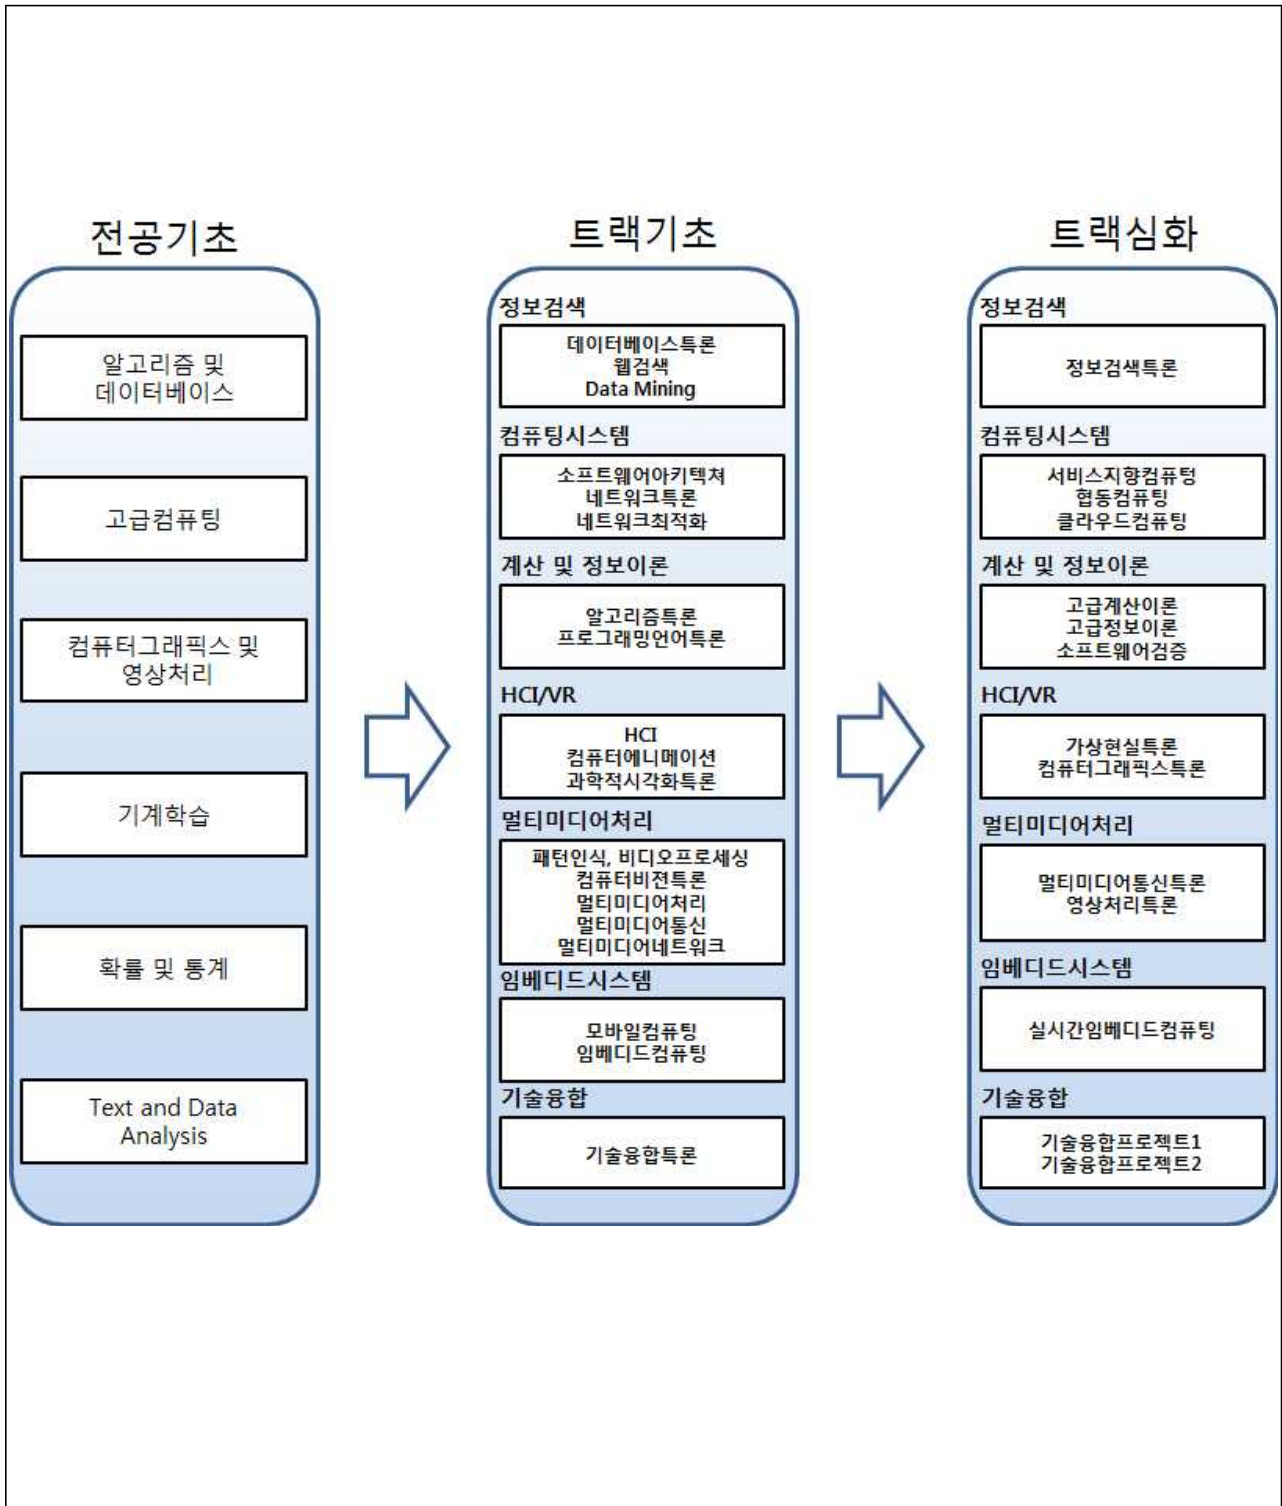 전공기초
알고리즘 및
데이터베이스
고급컴퓨팅
컴퓨터그래픽스 및
영상처리
기계학습
확률 및 통계
Text and Data
Analysis
트랙기초
정보검색
데이터베이스특론
웹검색
Data Mining
컴퓨팅시스템
소프트웨어아키텍쳐
네트워크특론
네트워크최적화
계산 및 정보이론
알고리즘특론
프로그래밍언어특론
HCI/VR
HCI
컴퓨터에니메이션
과학적시각화특론
멀티미디어처리
패턴인식, 비디오프로세싱
컴퓨터비젼특론
멀티미디어처리
멀티미디어통신
멀티미디어네트워크
임베디드시스템
모바일컴퓨팅
임베디드컴퓨팅
기술융합
기술융합특론
트랙심화
정보검색
정보검색특론
컴퓨팅시스템
서비스지향컴퓨텅
협동컴퓨팅
클라우드컴퓨팅
계산 및 정보이론
고급계산이론
고급정보이론
소프트웨어검증
HCI/VR
가상현실특론
컴퓨터그래픽스특론
멀티미디어처리
멀티미디어통신특론
영상처리특론
임베디드시스템
실시간임베디드컴퓨팅
기술융합
기술융합프로젝트1
기술융합프로젝트2